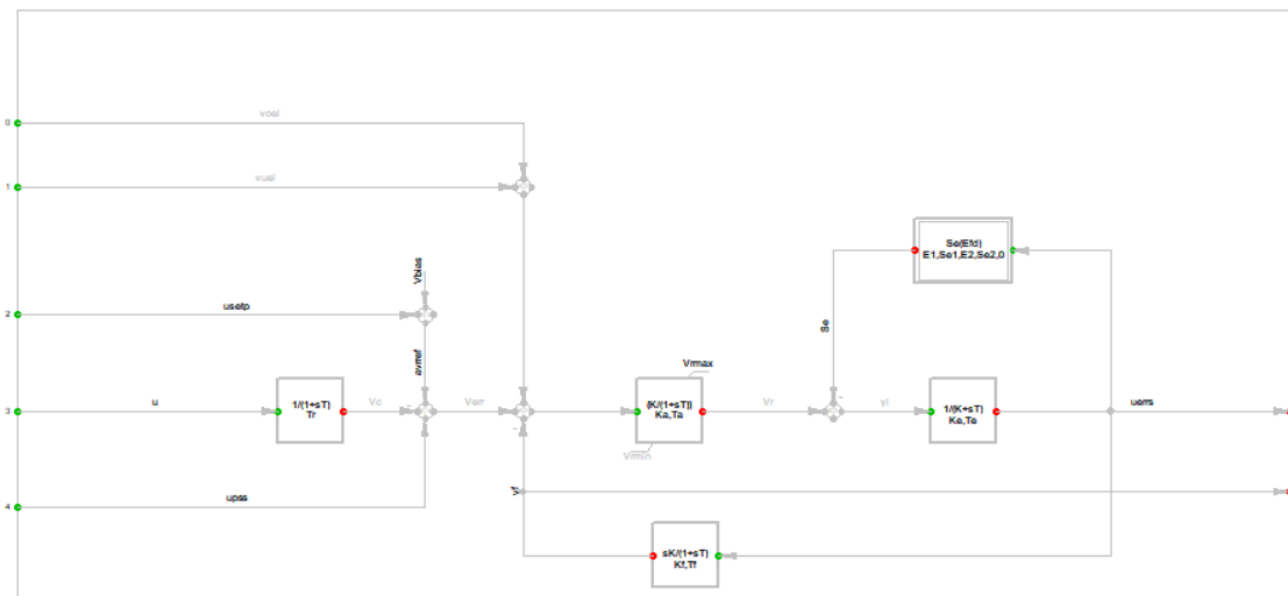 voel
0
vuel
1
Se(Efd)
E1,Se1,E2,Se2,0
Vbias
usetp
2
Se
avrref
Vrmax
1/(1+sT)
Tr
{K/(1+sT)}
Ka,Ta
1/(K+sT)
Ke,Te
u
3
Vc
-
Verr
Vr
-
yi
uerrs
-
Vrmin
upss
4
yf
sK/(1+sT)
Kf,Tf